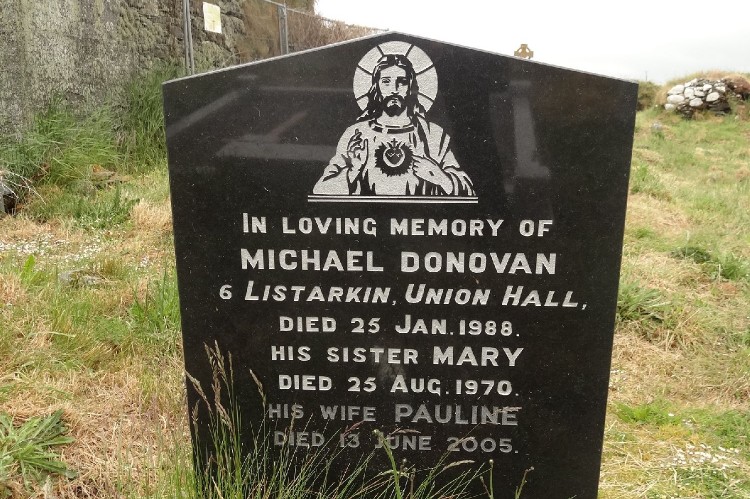 IN LOVING MEMORY OF
MICHAEL DONOVAN
6 LISTARKIN, UNION HALL,
DIED 25 JAN. 1988.
HIS SISTER MARY
DIED 25 AUG. 1970.
HIS WIFE PAULINE
DIED 13 JUNE 2005.